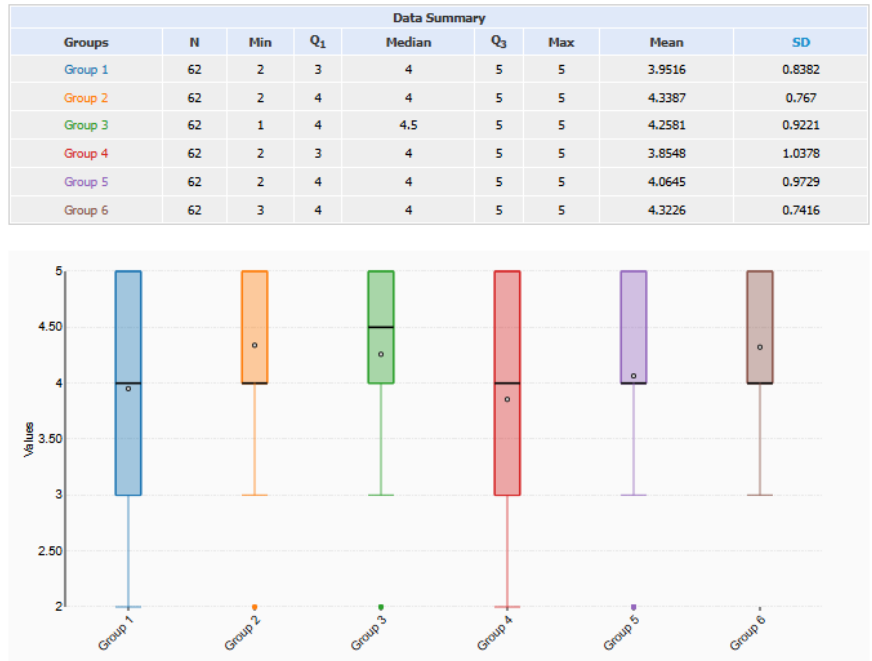 Data Summary
Groups N Min Q₁ Median Q₃ Max Mean SD
Group 1 62 2 3 4 5 5 3.9516 0.8382
Group 2 62 2 4 4 5 5 4.3387 0.767
Group 3 62 1 4 4.5 5 5 4.2581 0.9221
Group 4 62 2 3 4 5 5 3.8548 1.0378
Group 5 62 2 4 4 5 5 4.0645 0.9729
Group 6 62 3 4 4 5 5 4.3226 0.7416
5
4.50
4
3.50
3
2.50
2
Values
Group 1 Group 2 Group 3 Group 4 Group 5 Group 6